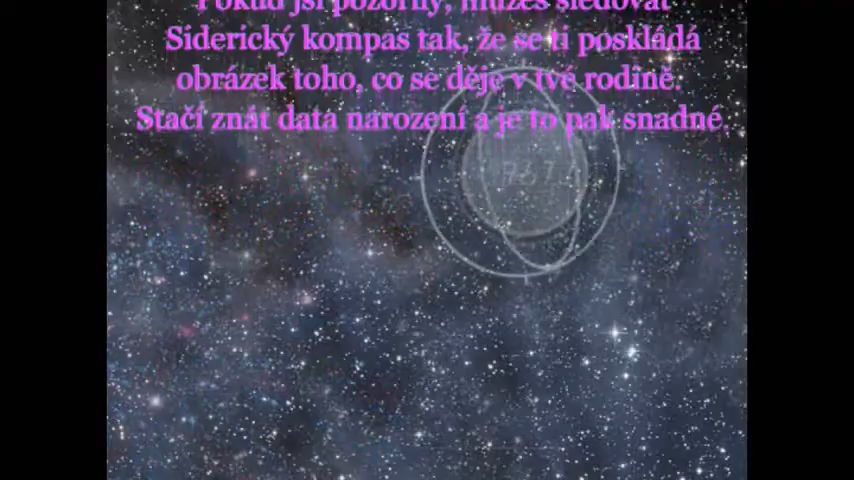 Pokud jsi pozorný, můžeš sledovat
Siderický kompas tak, že se ti poskládá
obrázek toho, co se děje v tvé rodině.
Stačí znát data narození a je to pak snadné